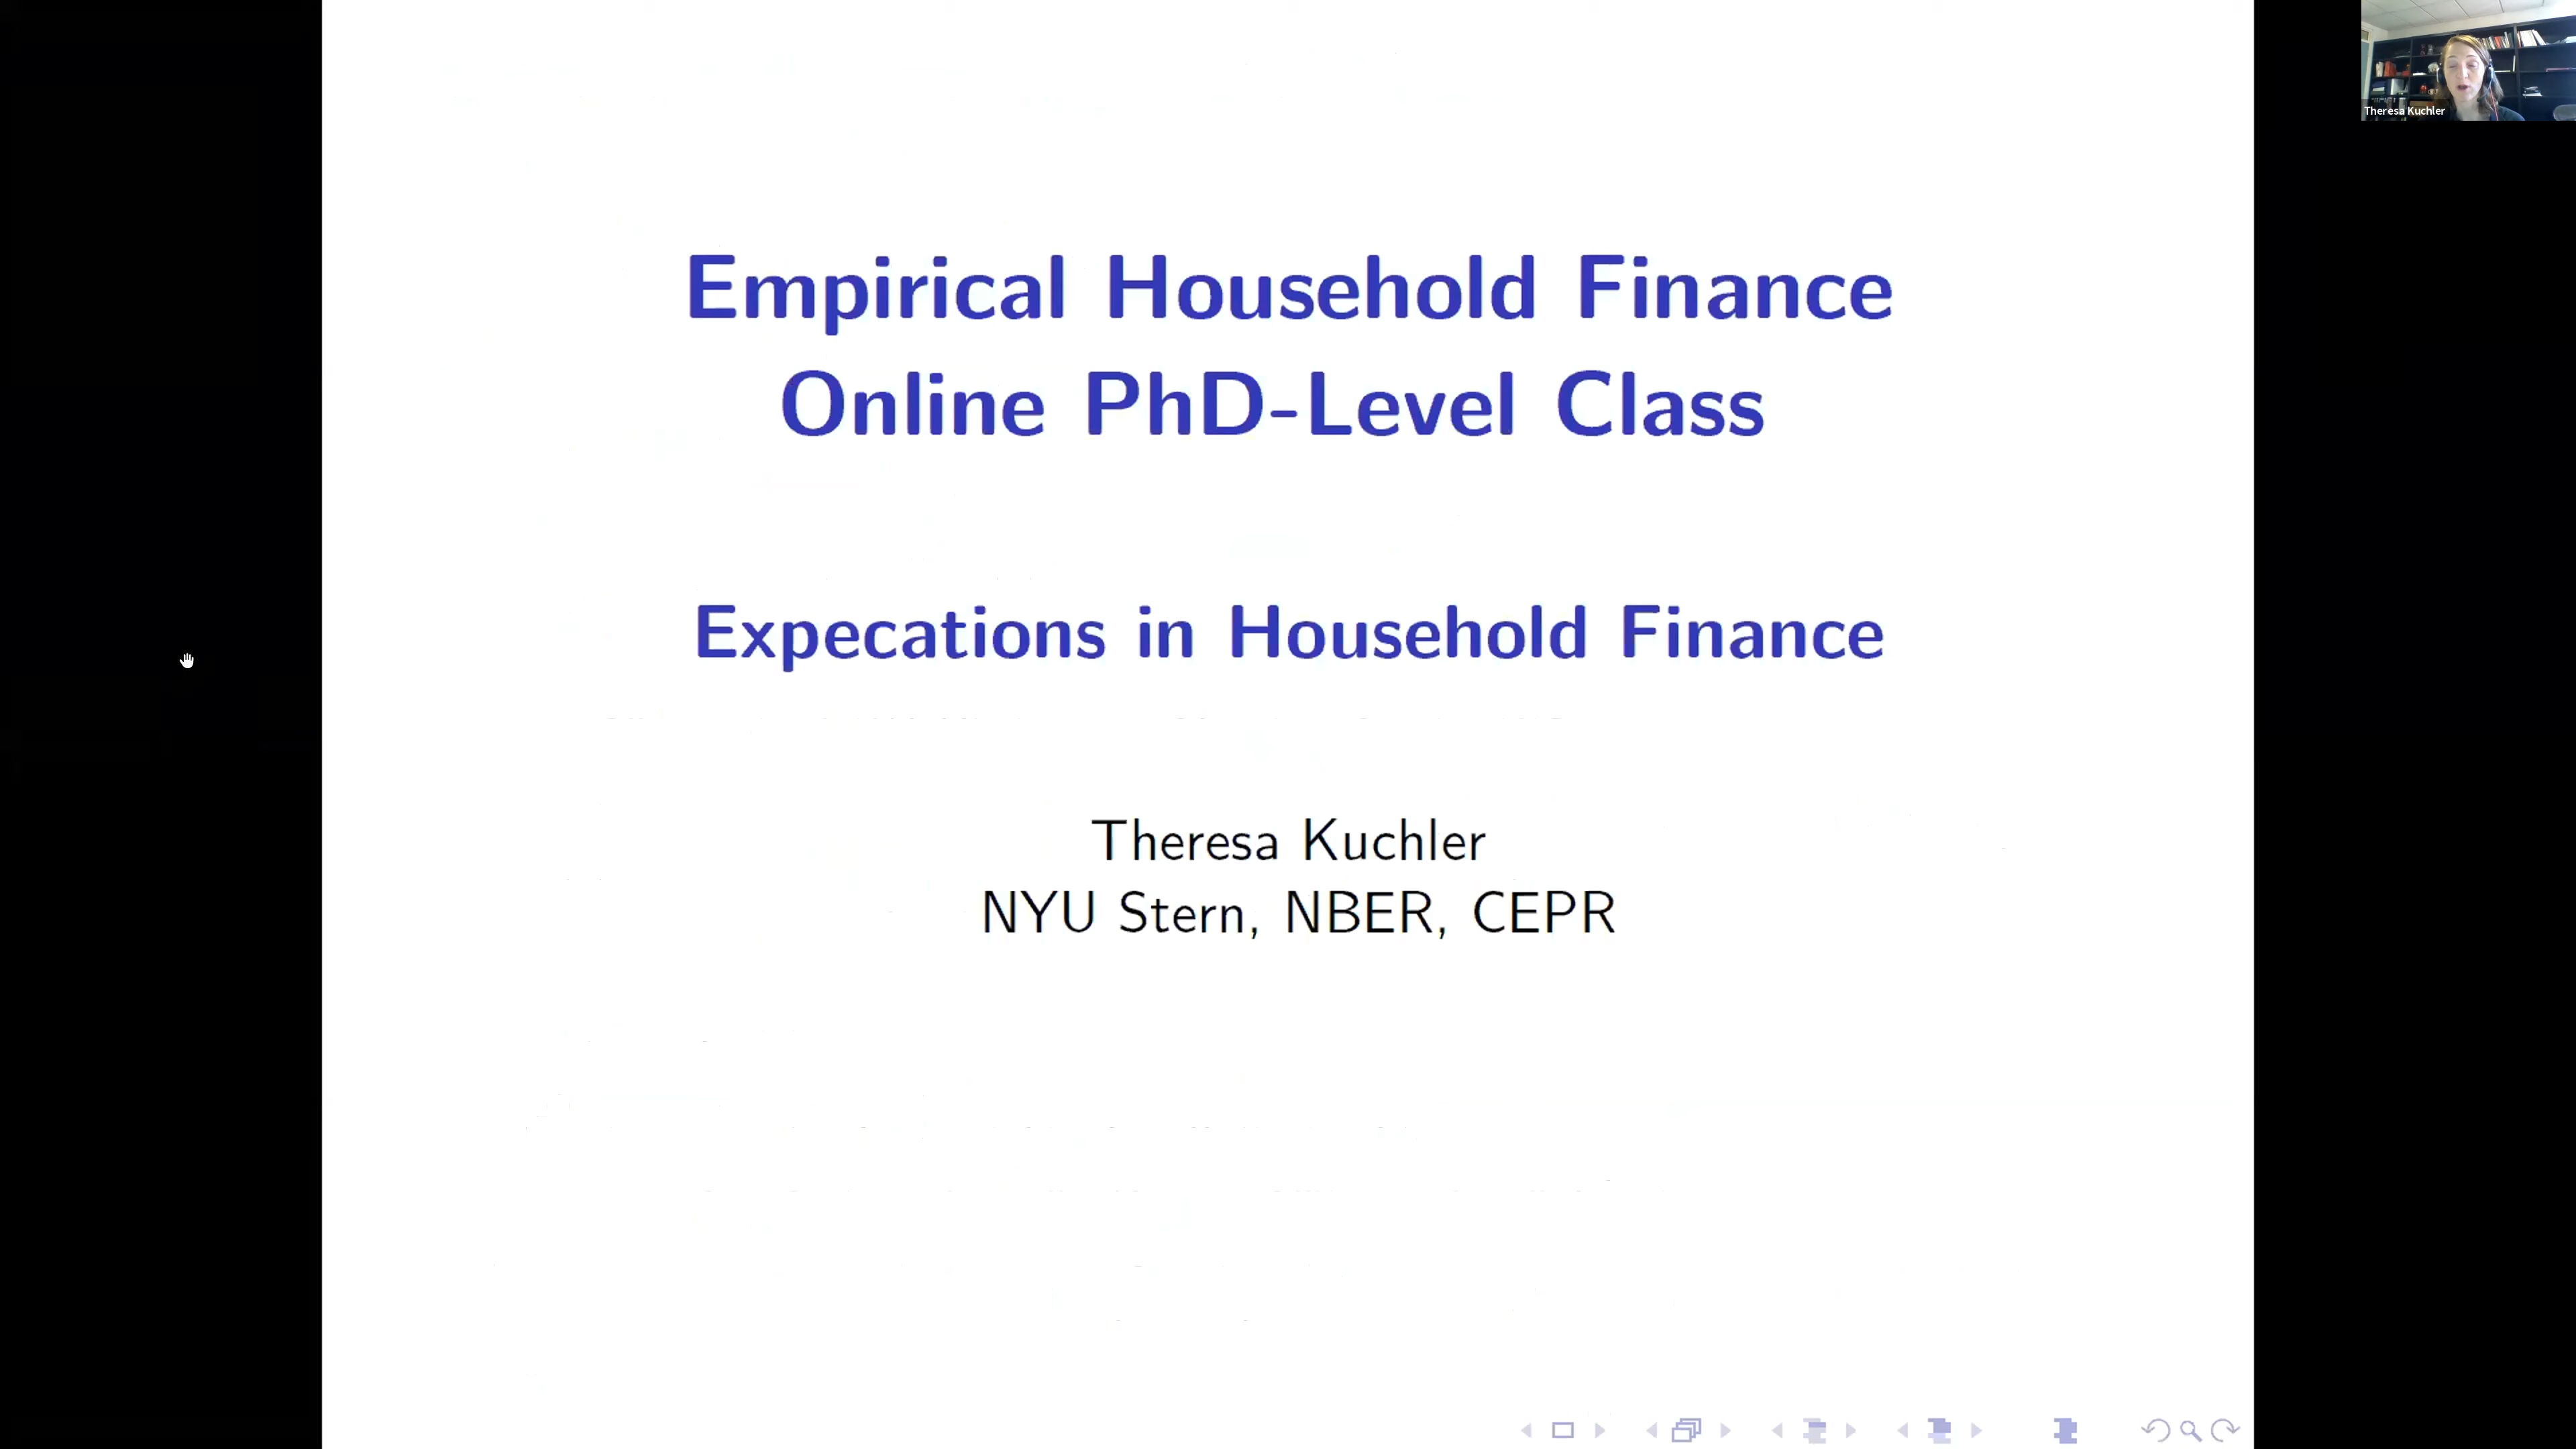 Empirical Household Finance
Online PhD-Level Class
Expecations in Household Finance
Theresa Kuchler
NYU Stern, NBER, CEPR
Theresa Kuchler